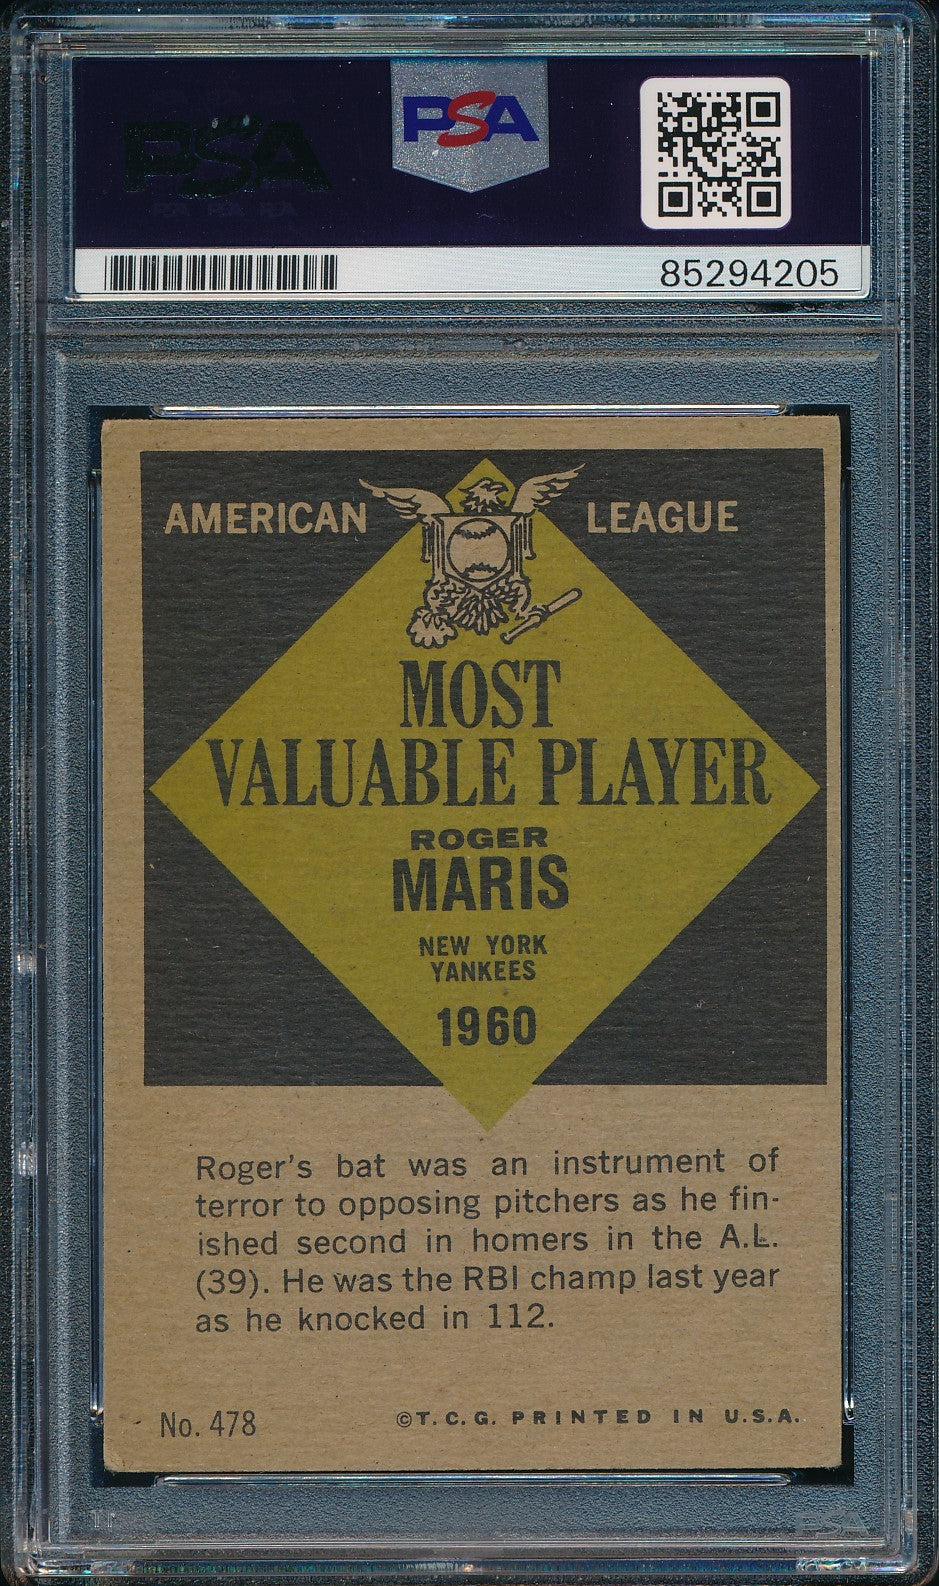 PSA
PSA
85294205
AMERICAN LEAGUE
MOST
VALUABLE PLAYER
ROGER
MARIS
NEW YORK
YANKEES
1960
Roger's bat was an instrument of
terror to opposing pitchers as he fin-
ished second in homers in the A.L.
(39). He was the RBI champ last year
as he knocked in 112.
No. 478
©T.C.G. PRINTED IN U.S.A.
PSA